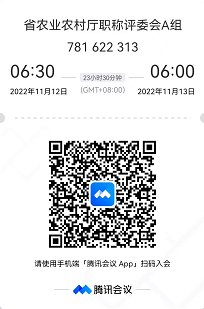 省农业农村厅职称评委会A组
781 622 313
06:30 23小时30分钟 06:00
2022年11月12日 (GMT+08:00) 2022年11月13日
请使用手机端「腾讯会议 App」扫码入会
腾讯会议